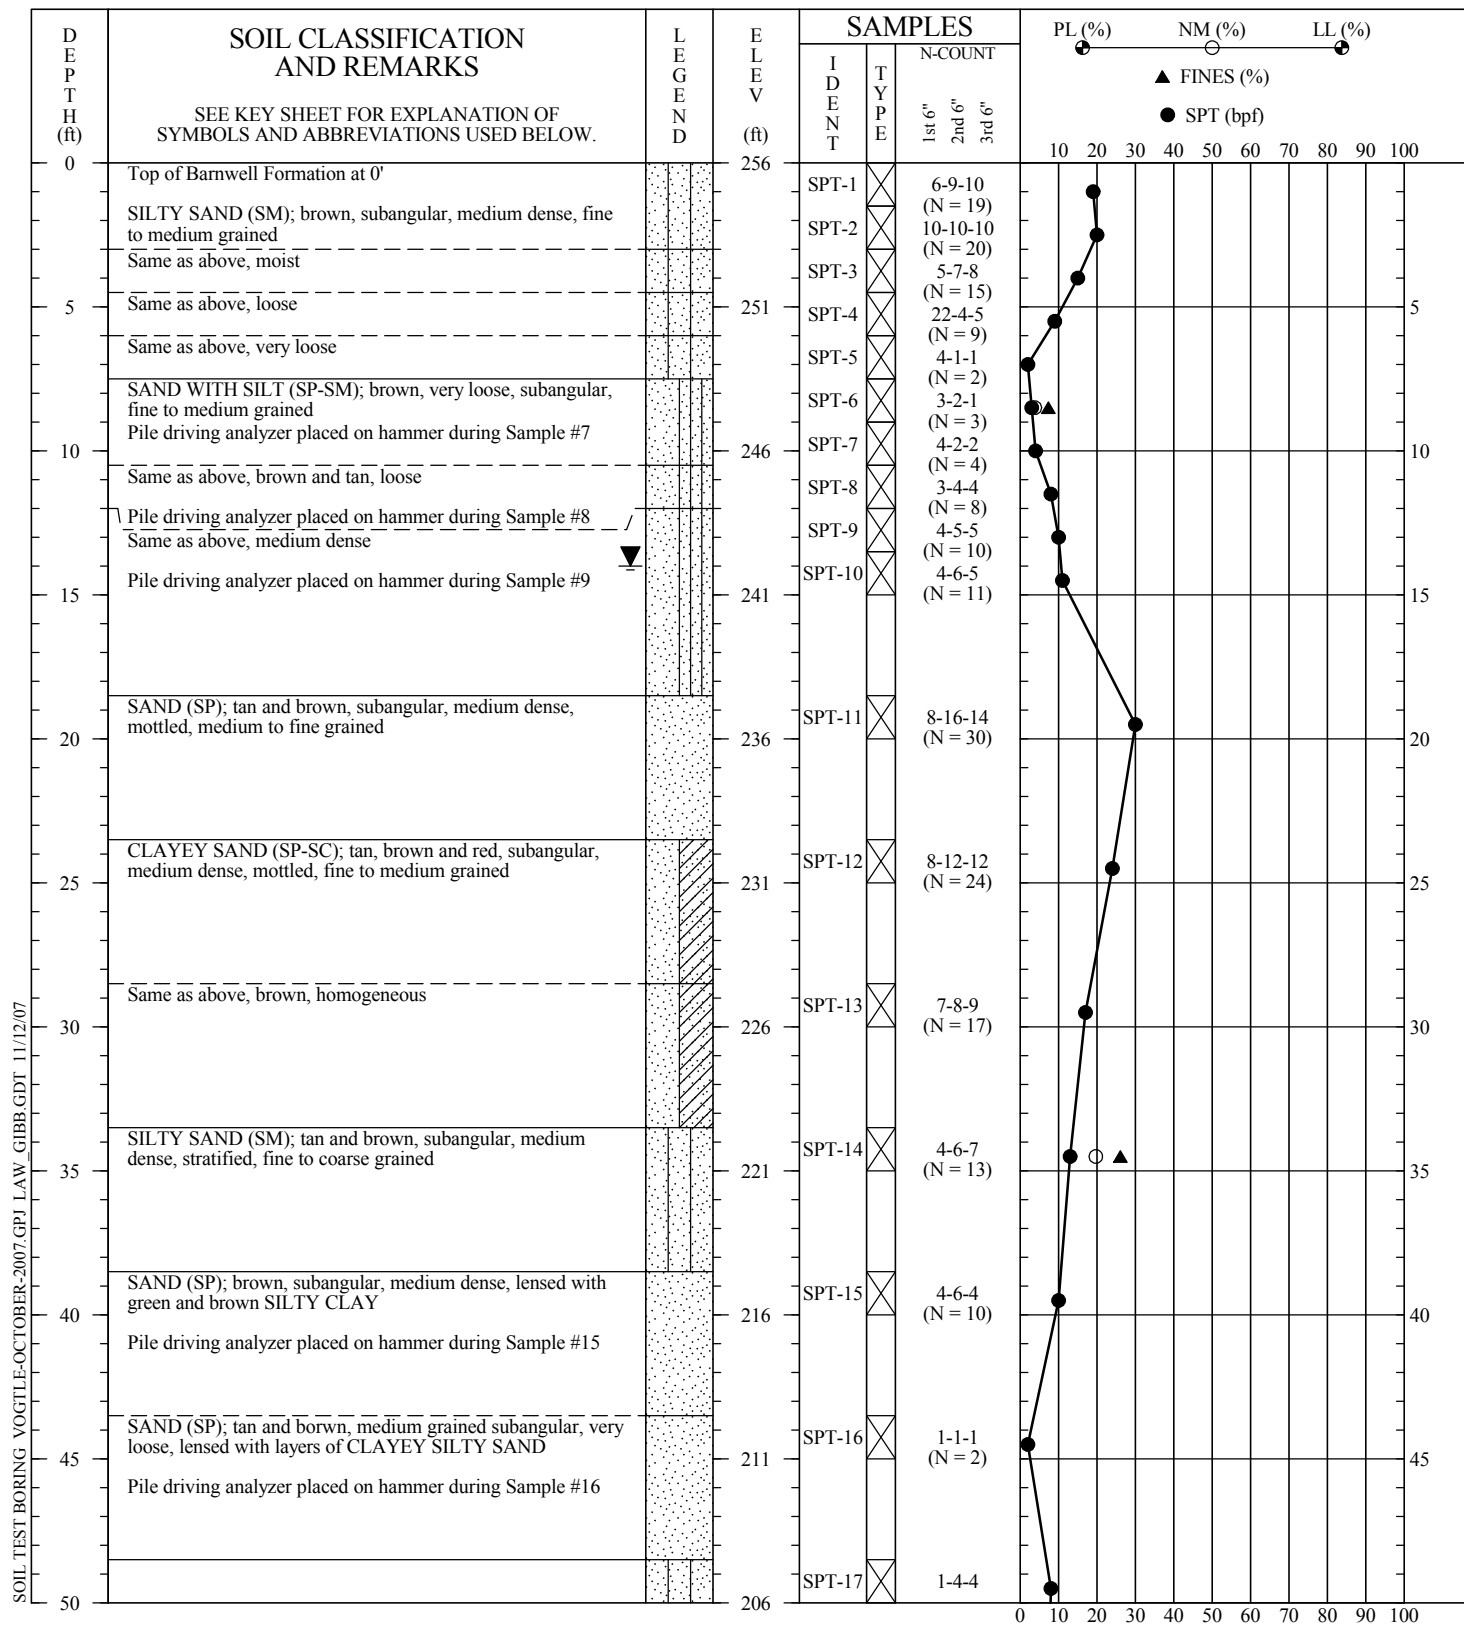 DEPTH
(ft)
SOIL CLASSIFICATION
AND REMARKS
SEE KEY SHEET FOR EXPLANATION OF
SYMBOLS AND ABBREVIATIONS USED BELOW.
LEGEND
ELEV
(ft)
SAMPLES
IDENT
TYPE
N-COUNT
1st 6"
2nd 6"
3rd 6"
PL (%)
NM (%)
LL (%)
▲ FINES (%)
● SPT (bpf)
10 20 30 40 50 60 70 80 90 100
0
256
Top of Barnwell Formation at 0'
SPT-1
6-9-10
(N = 19)
SILTY SAND (SM); brown, subangular, medium dense, fine
to medium grained
SPT-2
10-10-10
(N = 20)
Same as above, moist
SPT-3
5-7-8
(N = 15)
Same as above, loose
5
251
SPT-4
22-4-5
(N = 9)
5
Same as above, very loose
SPT-5
4-1-1
(N = 2)
SAND WITH SILT (SP-SM); brown, very loose, subangular,
fine to medium grained
SPT-6
3-2-1
(N = 3)
Pile driving analyzer placed on hammer during Sample #7
10
246
SPT-7
4-2-2
(N = 4)
10
Same as above, brown and tan, loose
SPT-8
3-4-4
(N = 8)
Pile driving analyzer placed on hammer during Sample #8
Same as above, medium dense
SPT-9
4-5-5
(N = 10)
Pile driving analyzer placed on hammer during Sample #9
SPT-10
4-6-5
(N = 11)
15
241
15
SAND (SP); tan and brown, subangular, medium dense,
mottled, medium to fine grained
SPT-11
8-16-14
(N = 30)
20
236
20
CLAYEY SAND (SP-SC); tan, brown and red, subangular,
medium dense, mottled, fine to medium grained
SPT-12
8-12-12
(N = 24)
25
231
25
Same as above, brown, homogeneous
SPT-13
7-8-9
(N = 17)
30
226
30
SILTY SAND (SM); tan and brown, subangular, medium
dense, stratified, fine to coarse grained
SPT-14
4-6-7
(N = 13)
35
221
35
SAND (SP); brown, subangular, medium dense, lensed with
green and brown SILTY CLAY
SPT-15
4-6-4
(N = 10)
40
216
40
Pile driving analyzer placed on hammer during Sample #15
SAND (SP); tan and borwn, medium grained subangular, very
loose, lensed with layers of CLAYEY SILTY SAND
SPT-16
1-1-1
(N = 2)
45
211
45
Pile driving analyzer placed on hammer during Sample #16
SPT-17
1-4-4
50
206
0 10 20 30 40 50 60 70 80 90 100
SOIL TEST BORING VOGTLE-OCTOBER-2007.GPJ LAW_GIBB.GDT 11/12/07